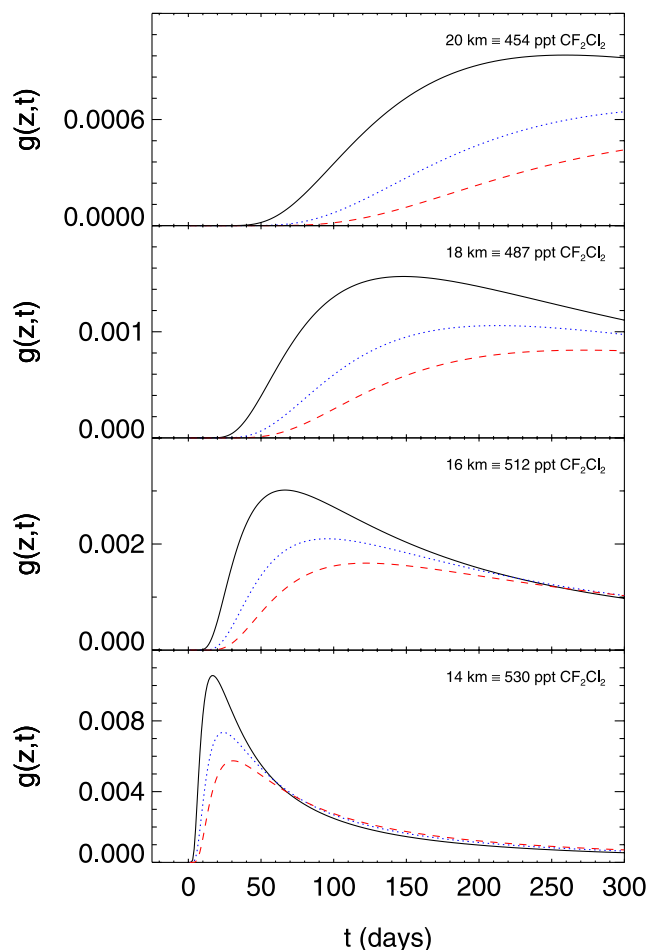 20 km ≡ 454 ppt CF₂Cl₂
g(z,t)
0.0006
0.0000
18 km ≡ 487 ppt CF₂Cl₂
g(z,t)
0.001
0.000
16 km ≡ 512 ppt CF₂Cl₂
g(z,t)
0.002
0.000
14 km ≡ 530 ppt CF₂Cl₂
g(z,t)
0.008
0.004
0.000
0 50 100 150 200 250 300
t (days)